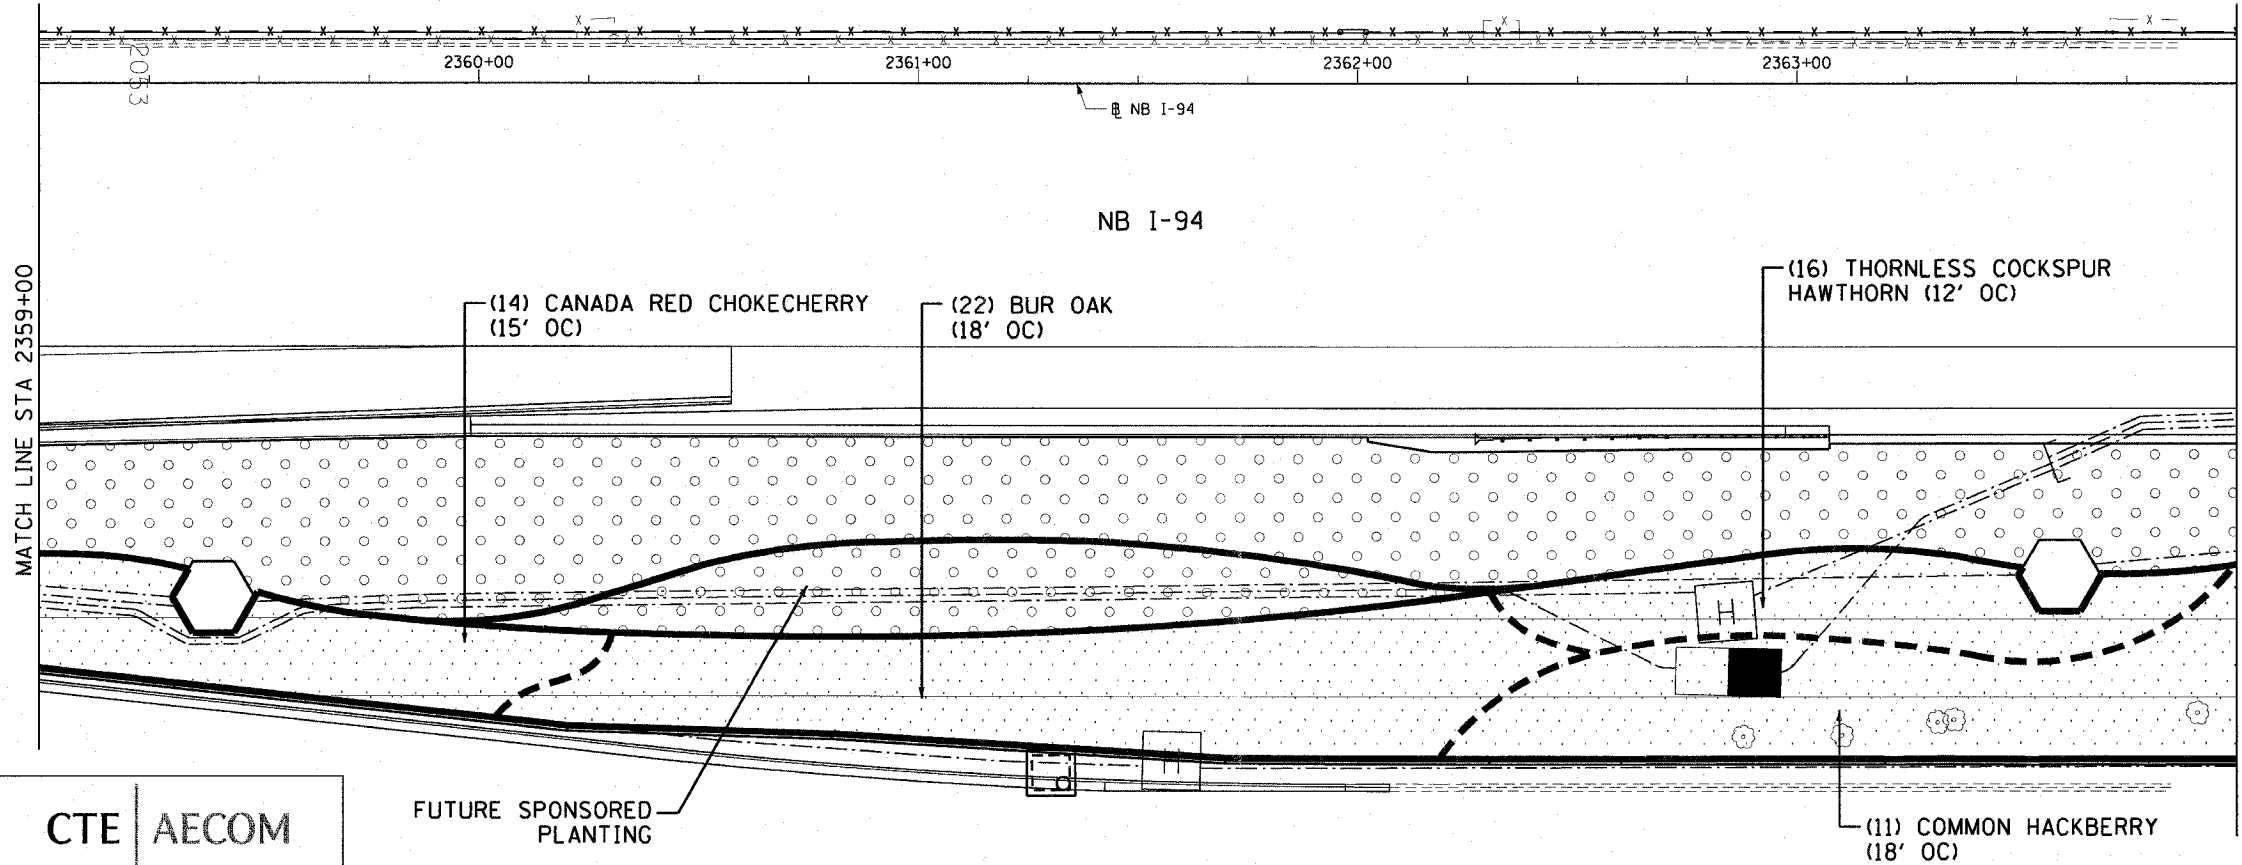 2053
2360+00
2361+00
2362+00
2363+00
NB I-94
NB I-94
MATCH LINE STA 2359+00
(14) CANADA RED CHOKECHERRY
(15' OC)
(22) BUR OAK
(18' OC)
(16) THORNLESS COCKSPUR
HAWTHORN (12' OC)
H
H
FUTURE SPONSORED
PLANTING
(11) COMMON HACKBERRY
(18' OC)
CTE AECOM